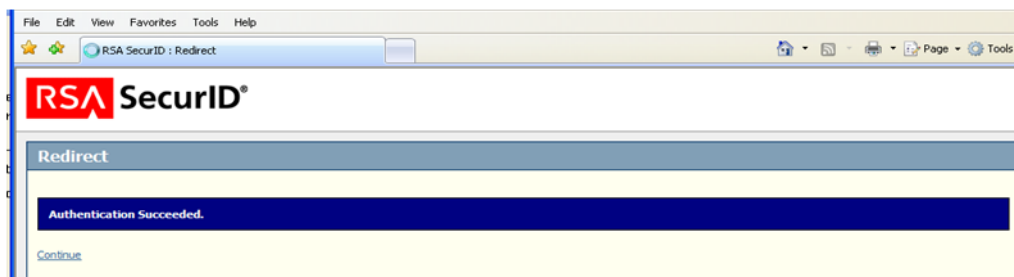 File Edit View Favorites Tools Help
RSA SecurID : Redirect
Page Tools
RSA SecurID®
Redirect
Authentication Succeeded.
Continue